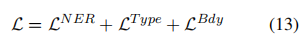 ℒ = ℒ^{NER} + ℒ^{Type} + ℒ^{Bdy} (13)